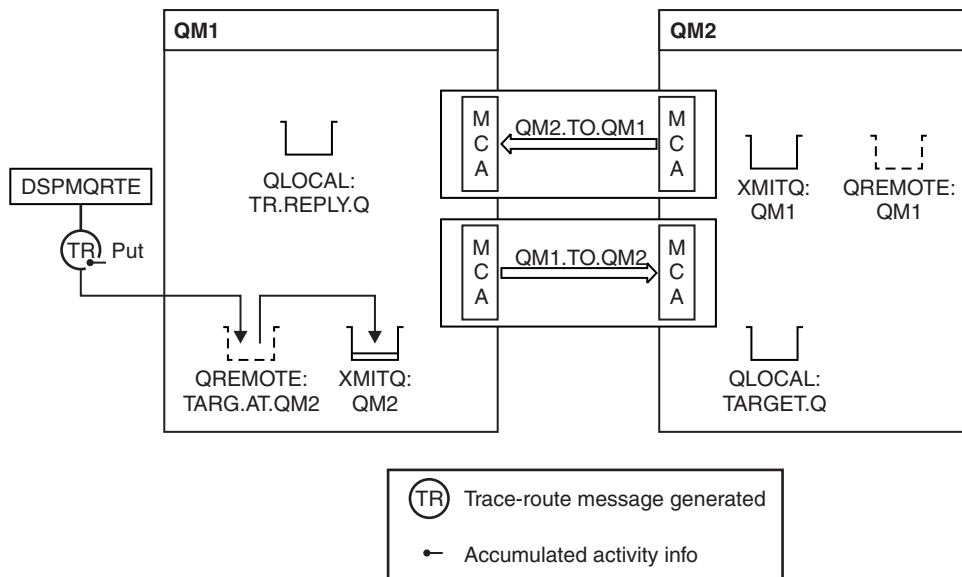 QM1
QM2
M
C
A
QM2.TO.QM1
M
C
A
DSPMQRTE
QLOCAL:
TR.REPLY.Q
XMITQ:
QM1
QREMOTE:
QM1
TR
Put
M
C
A
QM1.TO.QM2
M
C
A
QREMOTE:
TARG.AT.QM2
XMITQ:
QM2
QLOCAL:
TARGET.Q
TR Trace-route message generated
Accumulated activity info